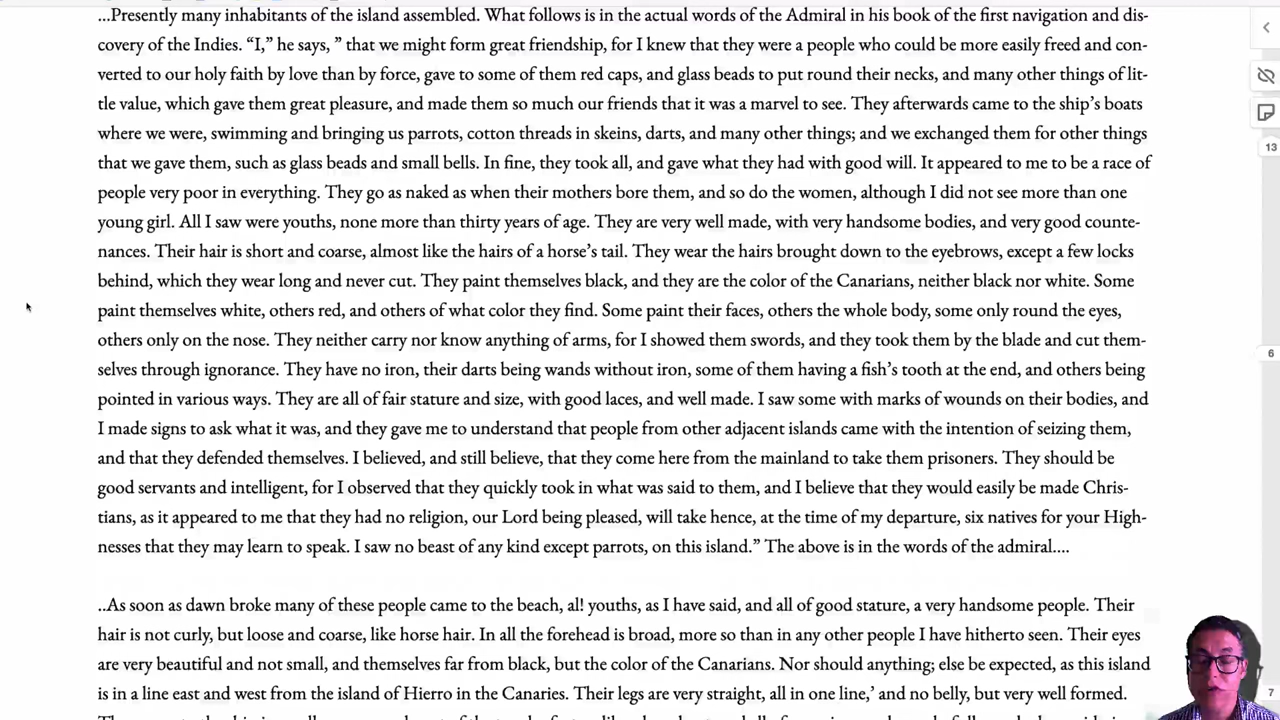 ...Presently many inhabitants of the island assembled. What follows is in the actual words of the Admiral in his book of the first navigation and dis-
covery of the Indies. “I,” he says, ” that we might form great friendship, for I knew that they were a people who could be more easily freed and con-
verted to our holy faith by love than by force, gave to some of them red caps, and glass beads to put round their necks, and many other things of lit-
tle value, which gave them great pleasure, and made them so much our friends that it was a marvel to see. They afterwards came to the ship’s boats
where we were, swimming and bringing us parrots, cotton threads in skeins, darts, and many other things; and we exchanged them for other things
that we gave them, such as glass beads and small bells. In fine, they took all, and gave what they had with good will. It appeared to me to be a race of
people very poor in everything. They go as naked as when their mothers bore them, and so do the women, although I did not see more than one
young girl. All I saw were youths, none more than thirty years of age. They are very well made, with very handsome bodies, and very good counte-
nances. Their hair is short and coarse, almost like the hairs of a horse’s tail. They wear the hairs brought down to the eyebrows, except a few locks
behind, which they wear long and never cut. They paint themselves black, and they are the color of the Canarians, neither black nor white. Some
paint themselves white, others red, and others of what color they find. Some paint their faces, others the whole body, some only round the eyes,
others only on the nose. They neither carry nor know anything of arms, for I showed them swords, and they took them by the blade and cut them-
selves through ignorance. They have no iron, their darts being wands without iron, some of them having a fish’s tooth at the end, and others being
pointed in various ways. They are all of fair stature and size, with good laces, and well made. I saw some with marks of wounds on their bodies, and
I made signs to ask what it was, and they gave me to understand that people from other adjacent islands came with the intention of seizing them,
and that they defended themselves. I believed, and still believe, that they come here from the mainland to take them prisoners. They should be
good servants and intelligent, for I observed that they quickly took in what was said to them, and I believe that they would easily be made Chris-
tians, as it appeared to me that they had no religion, our Lord being pleased, will take hence, at the time of my departure, six natives for your High-
nesses that they may learn to speak. I saw no beast of any kind except parrots, on this island.” The above is in the words of the admiral....
..As soon as dawn broke many of these people came to the beach, al! youths, as I have said, and all of good stature, a very handsome people. Their
hair is not curly, but loose and coarse, like horse hair. In all the forehead is broad, more so than in any other people I have hitherto seen. Their eyes
are very beautiful and not small, and themselves far from black, but the color of the Canarians. Nor should anything; else be expected, as this island
is in a line east and west from the island of Hierro in the Canaries. Their legs are very straight, all in one line,’ and no belly, but very well formed.
13
6
7